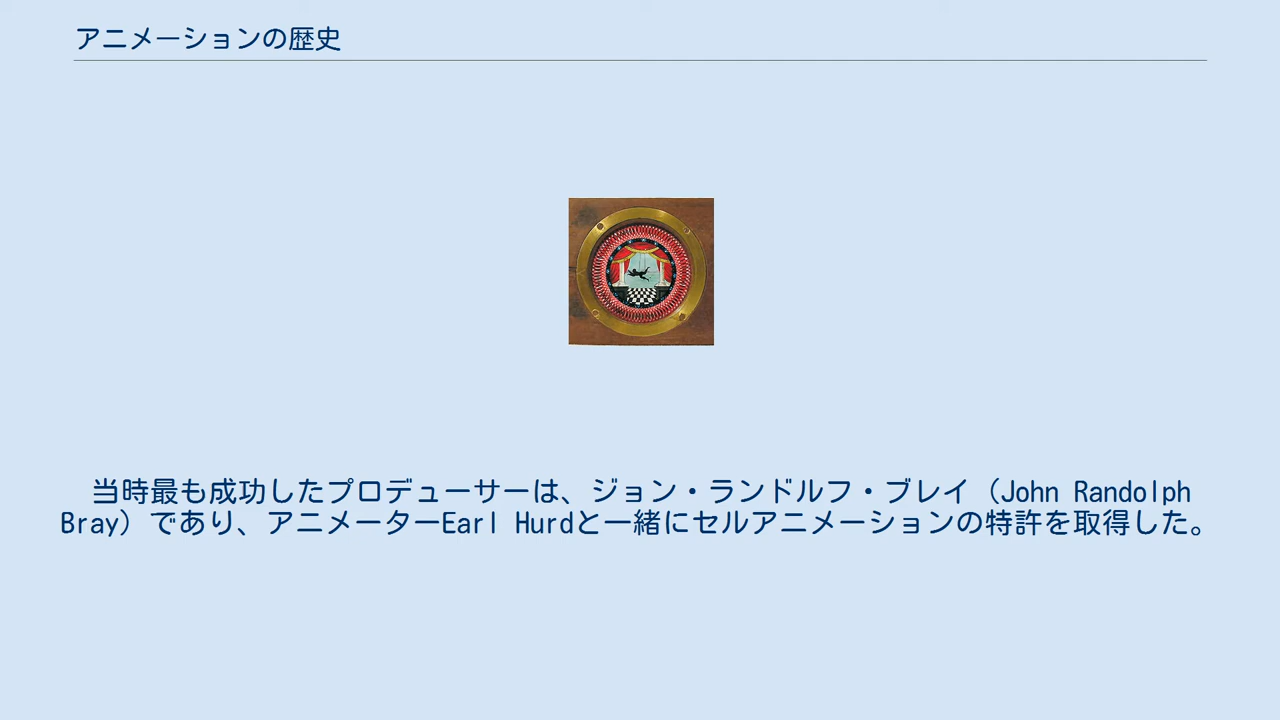 アニメーションの歴史
当時最も成功したプロデューサーは、ジョン・ランドルフ・ブレイ（John Randolph
Bray）であり、アニメーターEarl Hurdと一緒にセルアニメーションの特許を取得した。